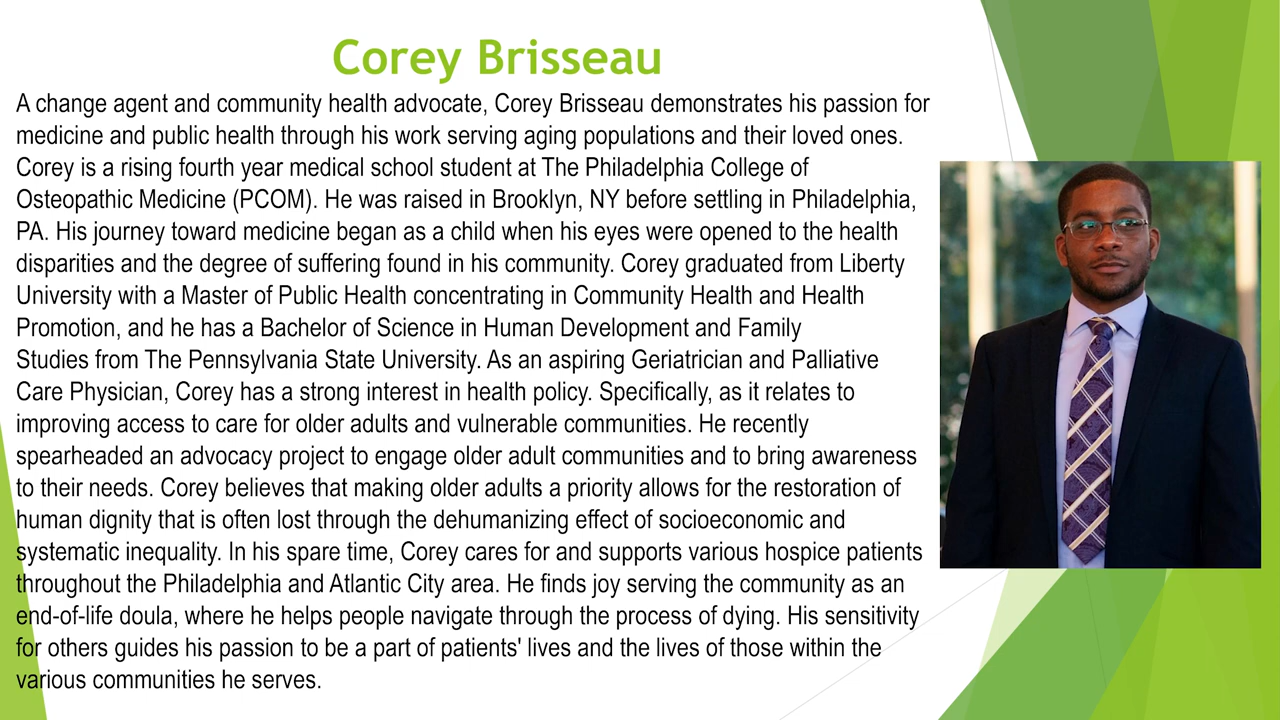 Corey Brisseau
A change agent and community health advocate, Corey Brisseau demonstrates his passion for
medicine and public health through his work serving aging populations and their loved ones.
Corey is a rising fourth year medical school student at The Philadelphia College of
Osteopathic Medicine (PCOM). He was raised in Brooklyn, NY before settling in Philadelphia,
PA. His journey toward medicine began as a child when his eyes were opened to the health
disparities and the degree of suffering found in his community. Corey graduated from Liberty
University with a Master of Public Health concentrating in Community Health and Health
Promotion, and he has a Bachelor of Science in Human Development and Family
Studies from The Pennsylvania State University. As an aspiring Geriatrician and Palliative
Care Physician, Corey has a strong interest in health policy. Specifically, as it relates to
improving access to care for older adults and vulnerable communities. He recently
spearheaded an advocacy project to engage older adult communities and to bring awareness
to their needs. Corey believes that making older adults a priority allows for the restoration of
human dignity that is often lost through the dehumanizing effect of socioeconomic and
systematic inequality. In his spare time, Corey cares for and supports various hospice patients
throughout the Philadelphia and Atlantic City area. He finds joy serving the community as an
end-of-life doula, where he helps people navigate through the process of dying. His sensitivity
for others guides his passion to be a part of patients' lives and the lives of those within the
various communities he serves.